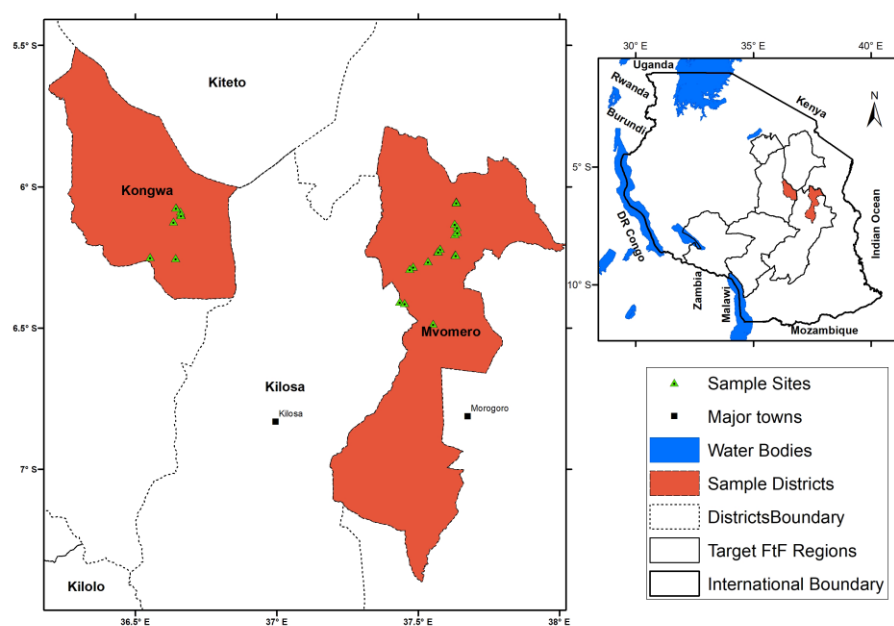 5.5° S
6° S
6.5° S
7° S
36.5° E
37° E
37.5° E
38° E
Kiteto
Kongwa
Mvomero
Kilosa
Kilosa
Morogoro
Kilolo
30° E
35° E
40° E
5° S
10° S
Uganda
Rwanda
Burundi
Kenya
N
DR Congo
Indian Ocean
Zambia
Malawi
Mozambique
Sample Sites
Major towns
Water Bodies
Sample Districts
DistrictsBoundary
Target FtF Regions
International Boundary